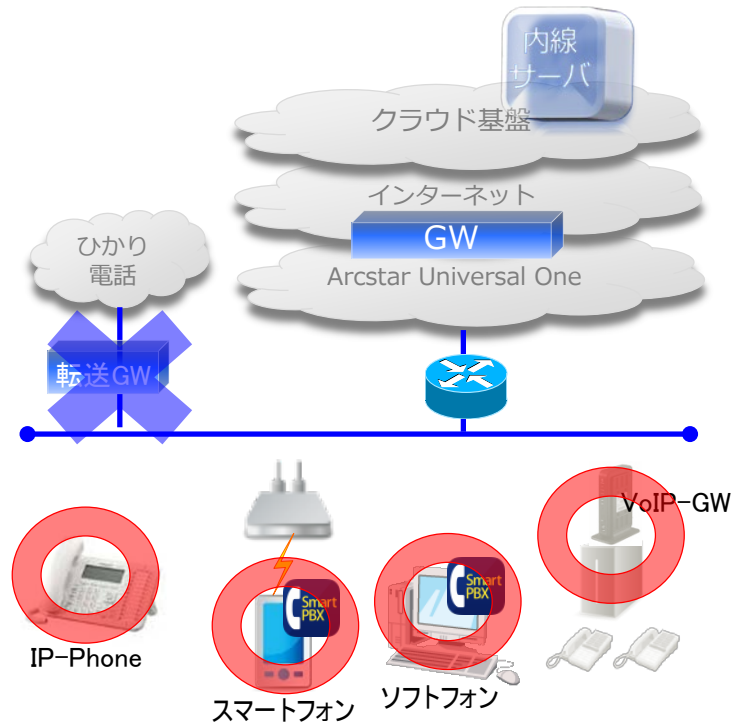 内線
サーバ
クラウド基盤
インターネット
GW
Arcstar Universal One
ひかり
電話
転送GW
VoIP-GW
Smart
PBX
Smart
PBX
IP-Phone
スマートフォン
ソフトフォン